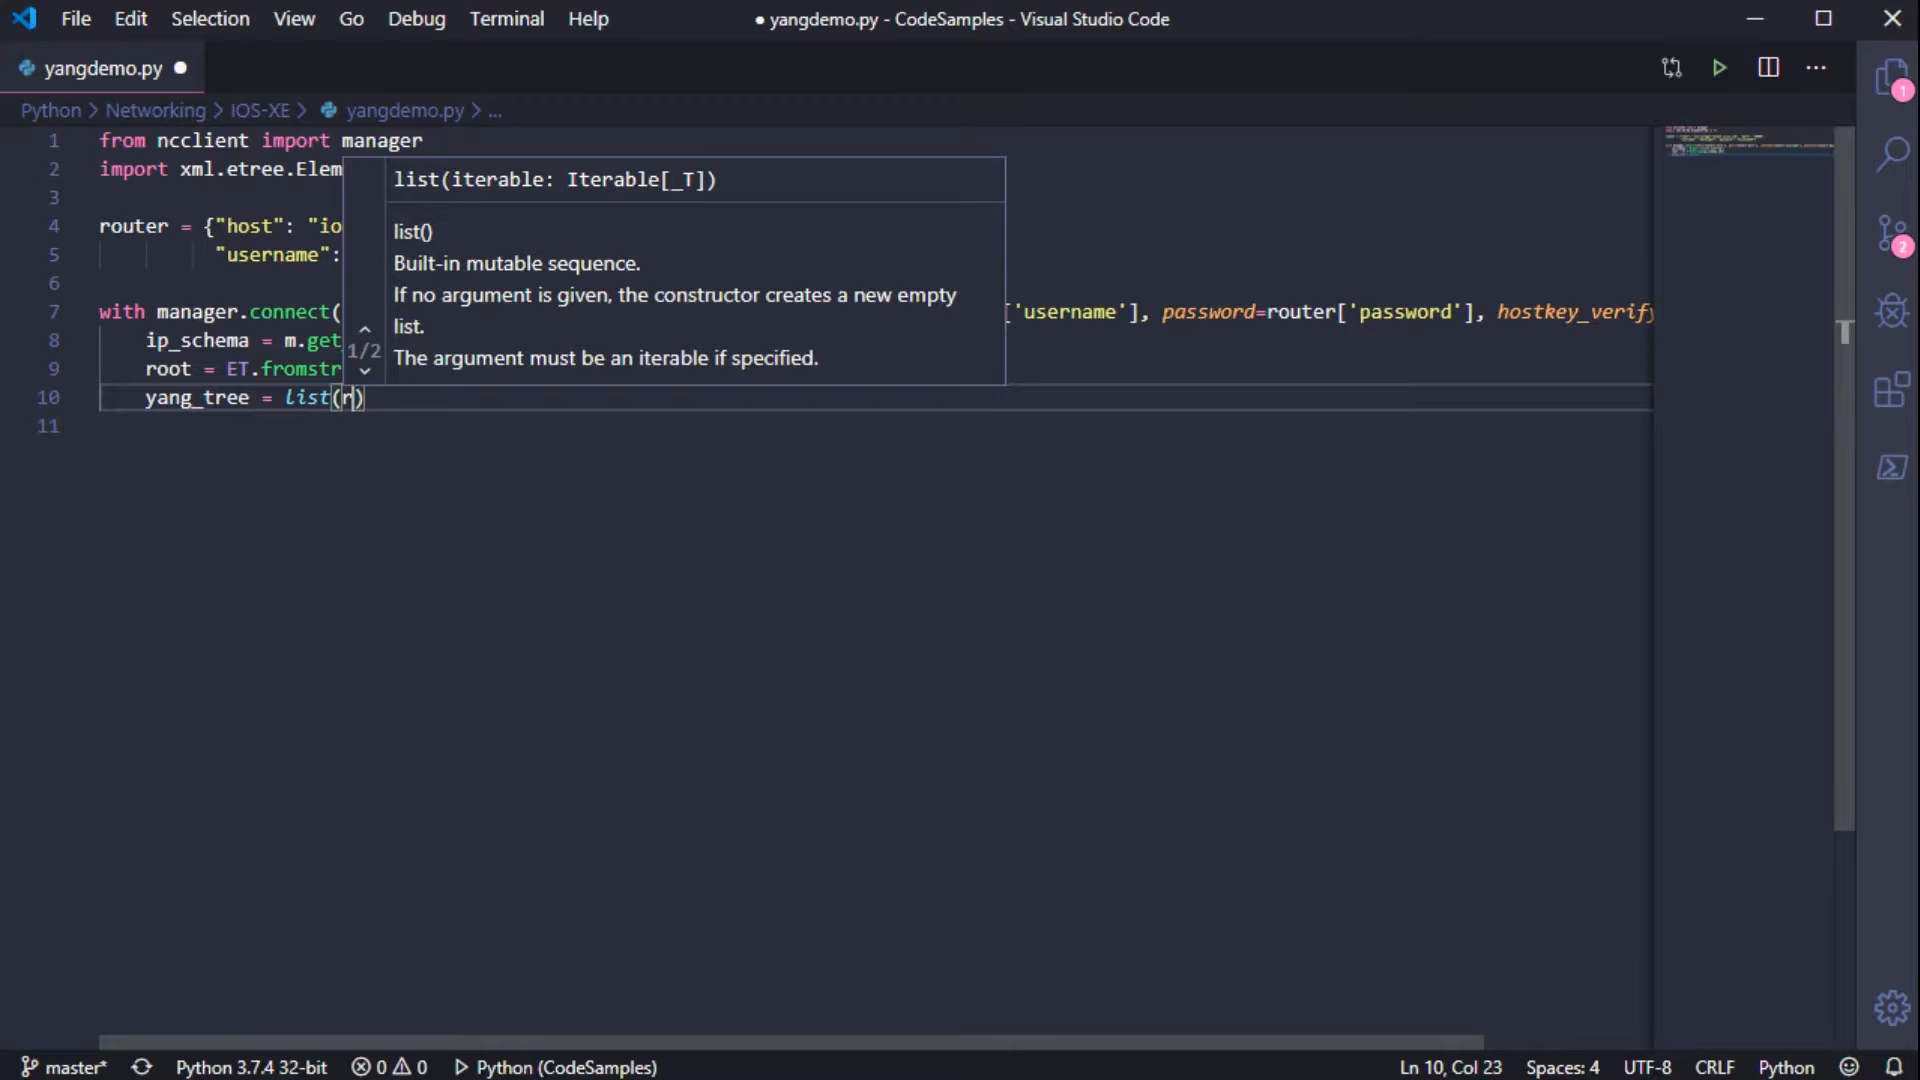 File Edit Selection View Go Debug Terminal Help
● yangdemo.py - CodeSamples - Visual Studio Code
yangdemo.py ●
Python > Networking > IOS-XE > yangdemo.py > ...
1 from ncclient import manager
2 import xml.etree.Elem
3
4 router = {"host": "io
5 "username":
6
7 with manager.connect( ['username'], password=router['password'], hostkey_verify
8 ip_schema = m.get_
9 root = ET.fromstr
10 yang_tree = list(r)
11
list(iterable: Iterable[_T])
list()
Built-in mutable sequence.
If no argument is given, the constructor creates a new empty
list.
The argument must be an iterable if specified.
1/2
1
2
master* Python 3.7.4 32-bit 0 0 Python (CodeSamples) Ln 10, Col 23 Spaces: 4 UTF-8 CRLF Python